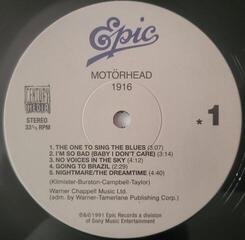 Epic
MOTÖRHEAD
1916
CENTURY
MEDIA
STEREO
33⅓ RPM
* 1
1. THE ONE TO SING THE BLUES (3:07)
2. I'M SO BAD (BABY I DON'T CARE) (3:14)
3. NO VOICES IN THE SKY (4:12)
4. GOING TO BRAZIL (2:29)
5. NIGHTMARE/THE DREAMTIME (4:40)
(Kilmister-Burston-Campbell-Taylor)
Warner Chappell Music Ltd.
(adm. by Warner-Tamerlane Publishing Corp.)
℗&©1991 Epic Records a division
of Sony Music Entertainment